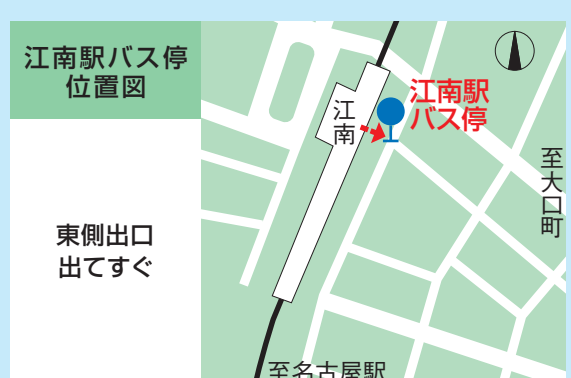 江南駅バス停
位置図
東側出口
出てすぐ
江南
江南駅
バス停
至大口町
至名古屋駅